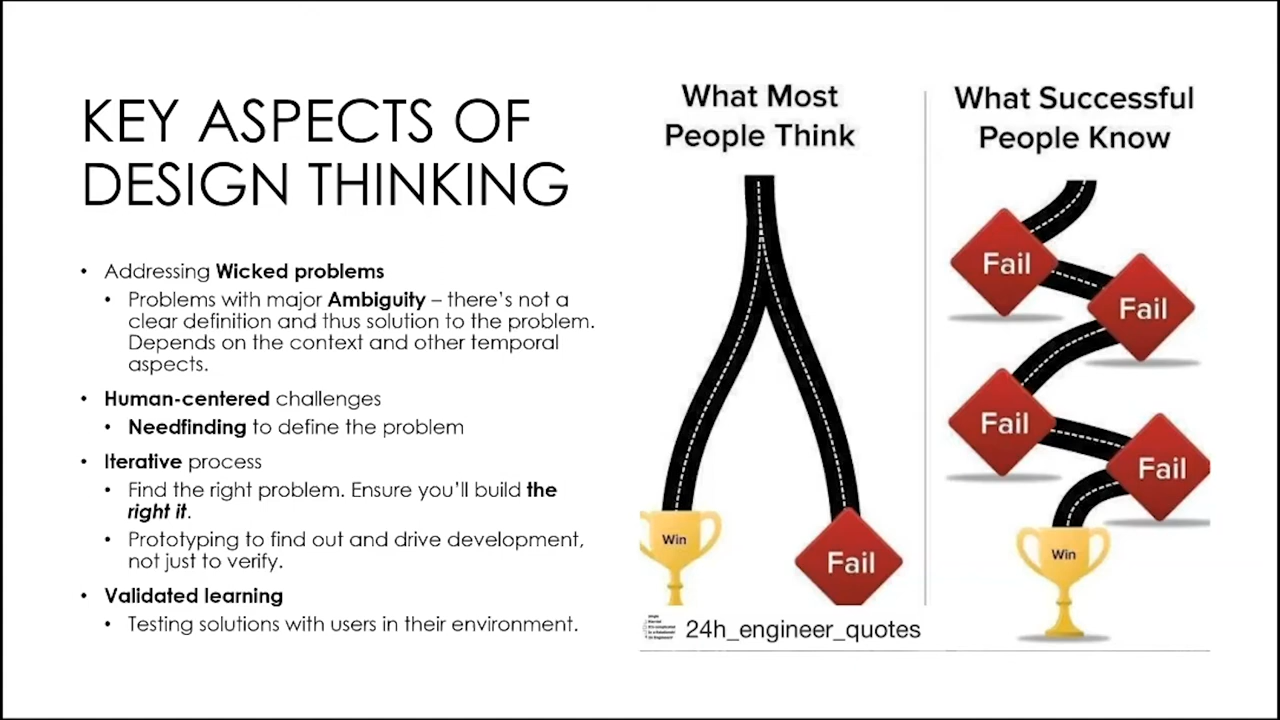 KEY ASPECTS OF
DESIGN THINKING
• Addressing Wicked problems
• Problems with major Ambiguity – there's not a
clear definition and thus solution to the problem.
Depends on the context and other temporal
aspects.
• Human-centered challenges
• Needfinding to define the problem
• Iterative process
• Find the right problem. Ensure you'll build the
right it.
• Prototyping to find out and drive development,
not just to verify.
• Validated learning
• Testing solutions with users in their environment.
What Most
People Think
Win
Fail
24h_engineer_quotes
What Successful
People Know
Fail
Fail
Fail
Fail
Win